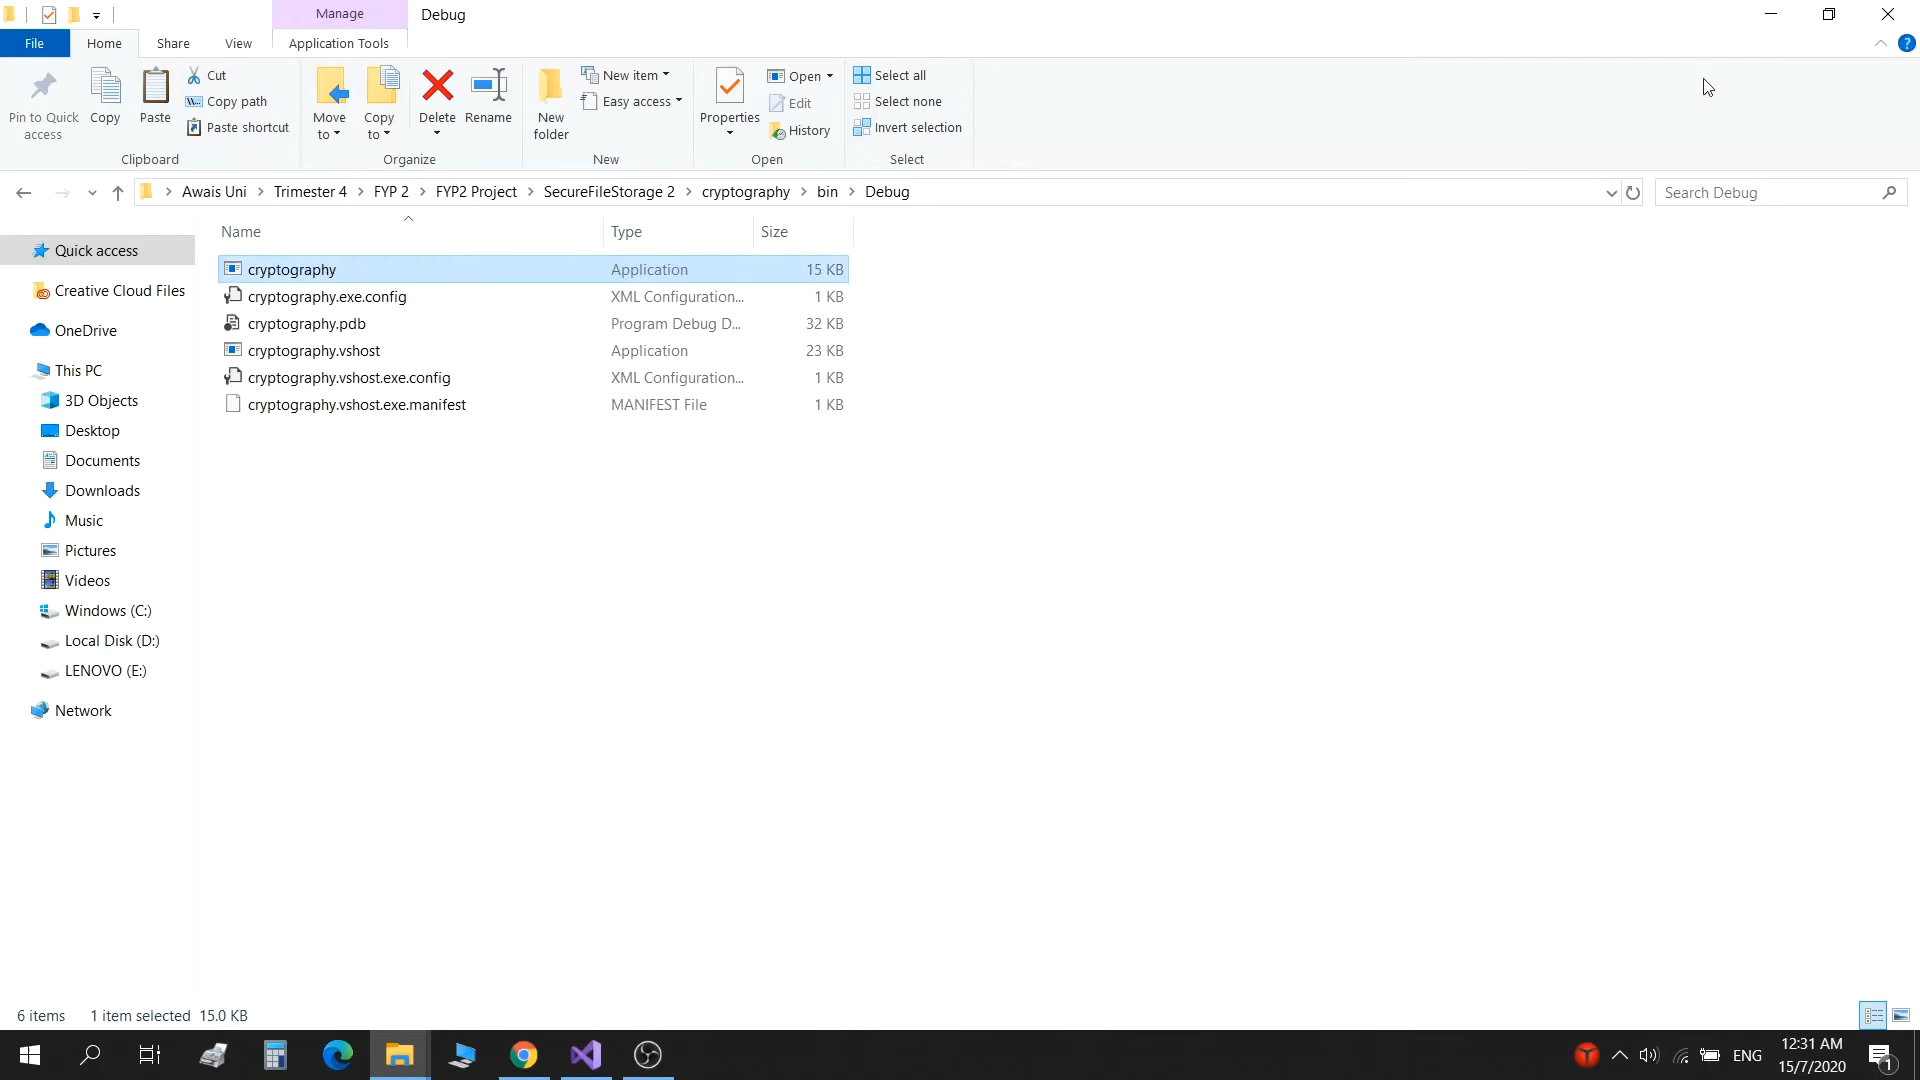 Manage
Debug
File
Home
Share
View
Application Tools
Pin to Quick access
Copy
Paste
Cut
Copy path
Paste shortcut
Clipboard
Move to
Copy to
Delete
Rename
Organize
New folder
New item
Easy access
New
Properties
Open
Edit
History
Open
Select all
Select none
Invert selection
Select
Awais Uni > Trimester 4 > FYP 2 > FYP2 Project > SecureFileStorage 2 > cryptography > bin > Debug
Search Debug
Name Type Size
cryptography Application 15 KB
cryptography.exe.config XML Configuration... 1 KB
cryptography.pdb Program Debug D... 32 KB
cryptography.vshost Application 23 KB
cryptography.vshost.exe.config XML Configuration... 1 KB
cryptography.vshost.exe.manifest MANIFEST File 1 KB
Quick access
Creative Cloud Files
OneDrive
This PC
3D Objects
Desktop
Documents
Downloads
Music
Pictures
Videos
Windows (C:)
Local Disk (D:)
LENOVO (E:)
Network
6 items 1 item selected 15.0 KB
ENG
12:31 AM
15/7/2020
1